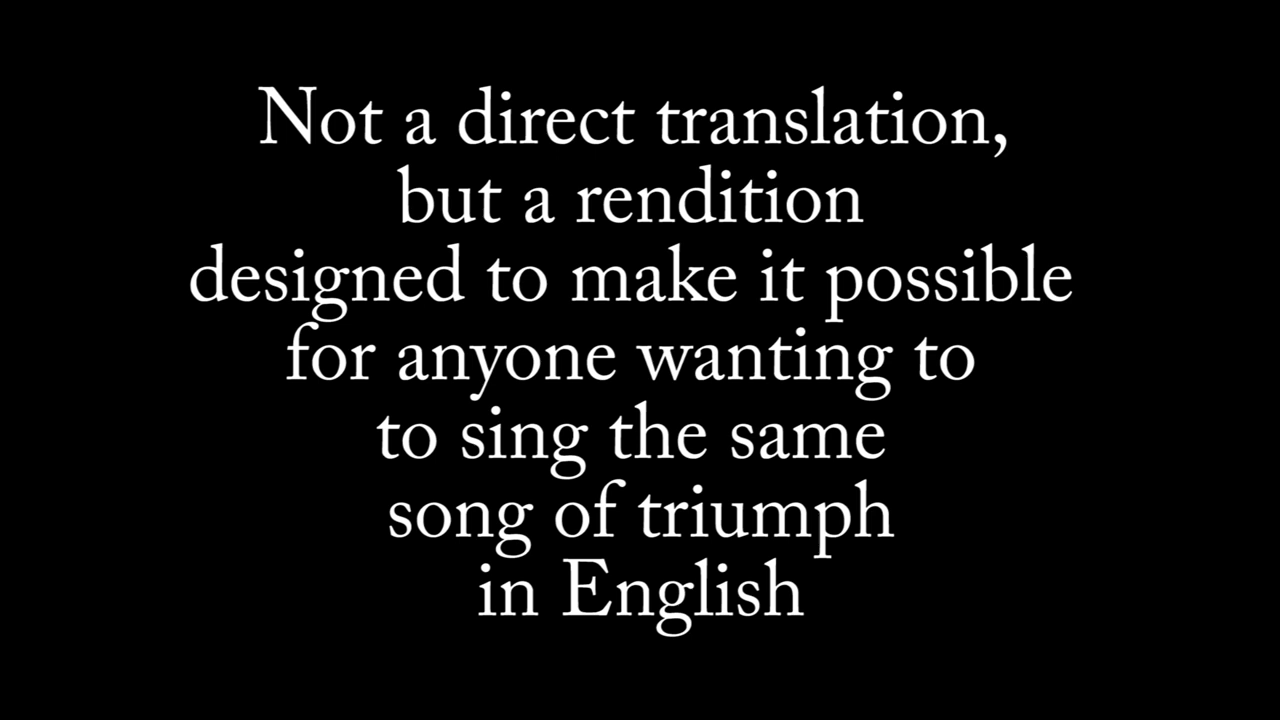 Not a direct translation,
but a rendition
designed to make it possible
for anyone wanting to
to sing the same
song of triumph
in English